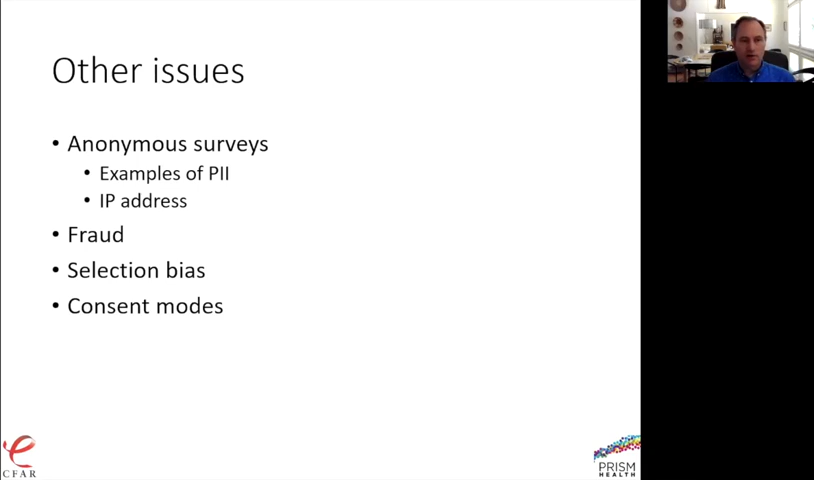 Other issues
• Anonymous surveys
• Examples of PII
• IP address
• Fraud
• Selection bias
• Consent modes
CFAR
PRISM
HEALTH